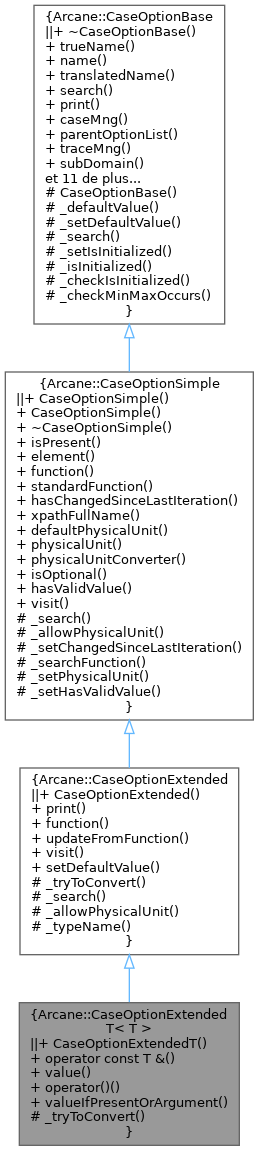 {Arcane::CaseOptionBase
||+ ~CaseOptionBase()
+ trueName()
+ name()
+ translatedName()
+ search()
+ print()
+ caseMng()
+ parentOptionList()
+ traceMng()
+ subDomain()
et 11 de plus...
# CaseOptionBase()
# _defaultValue()
# _setDefaultValue()
# _search()
# _setIsInitialized()
# _isInitialized()
# _checkIsInitialized()
# _checkMinMaxOccurs()
}
{Arcane::CaseOptionSimple
||+ CaseOptionSimple()
+ CaseOptionSimple()
+ ~CaseOptionSimple()
+ isPresent()
+ element()
+ function()
+ standardFunction()
+ hasChangedSinceLastIteration()
+ xpathFullName()
+ defaultPhysicalUnit()
+ physicalUnit()
+ physicalUnitConverter()
+ isOptional()
+ hasValidValue()
+ visit()
# _search()
# _allowPhysicalUnit()
# _setChangedSinceLastIteration()
# _searchFunction()
# _setPhysicalUnit()
# _setHasValidValue()
}
{Arcane::CaseOptionExtended
||+ CaseOptionExtended()
+ print()
+ function()
+ updateFromFunction()
+ visit()
+ setDefaultValue()
# _tryToConvert()
# _search()
# _allowPhysicalUnit()
# _typeName()
}
{Arcane::CaseOptionExtended
T< T >
||+ CaseOptionExtendedT()
+ operator const T &()
+ value()
+ operator()()
+ valueIfPresentOrArgument()
# _tryToConvert()
}